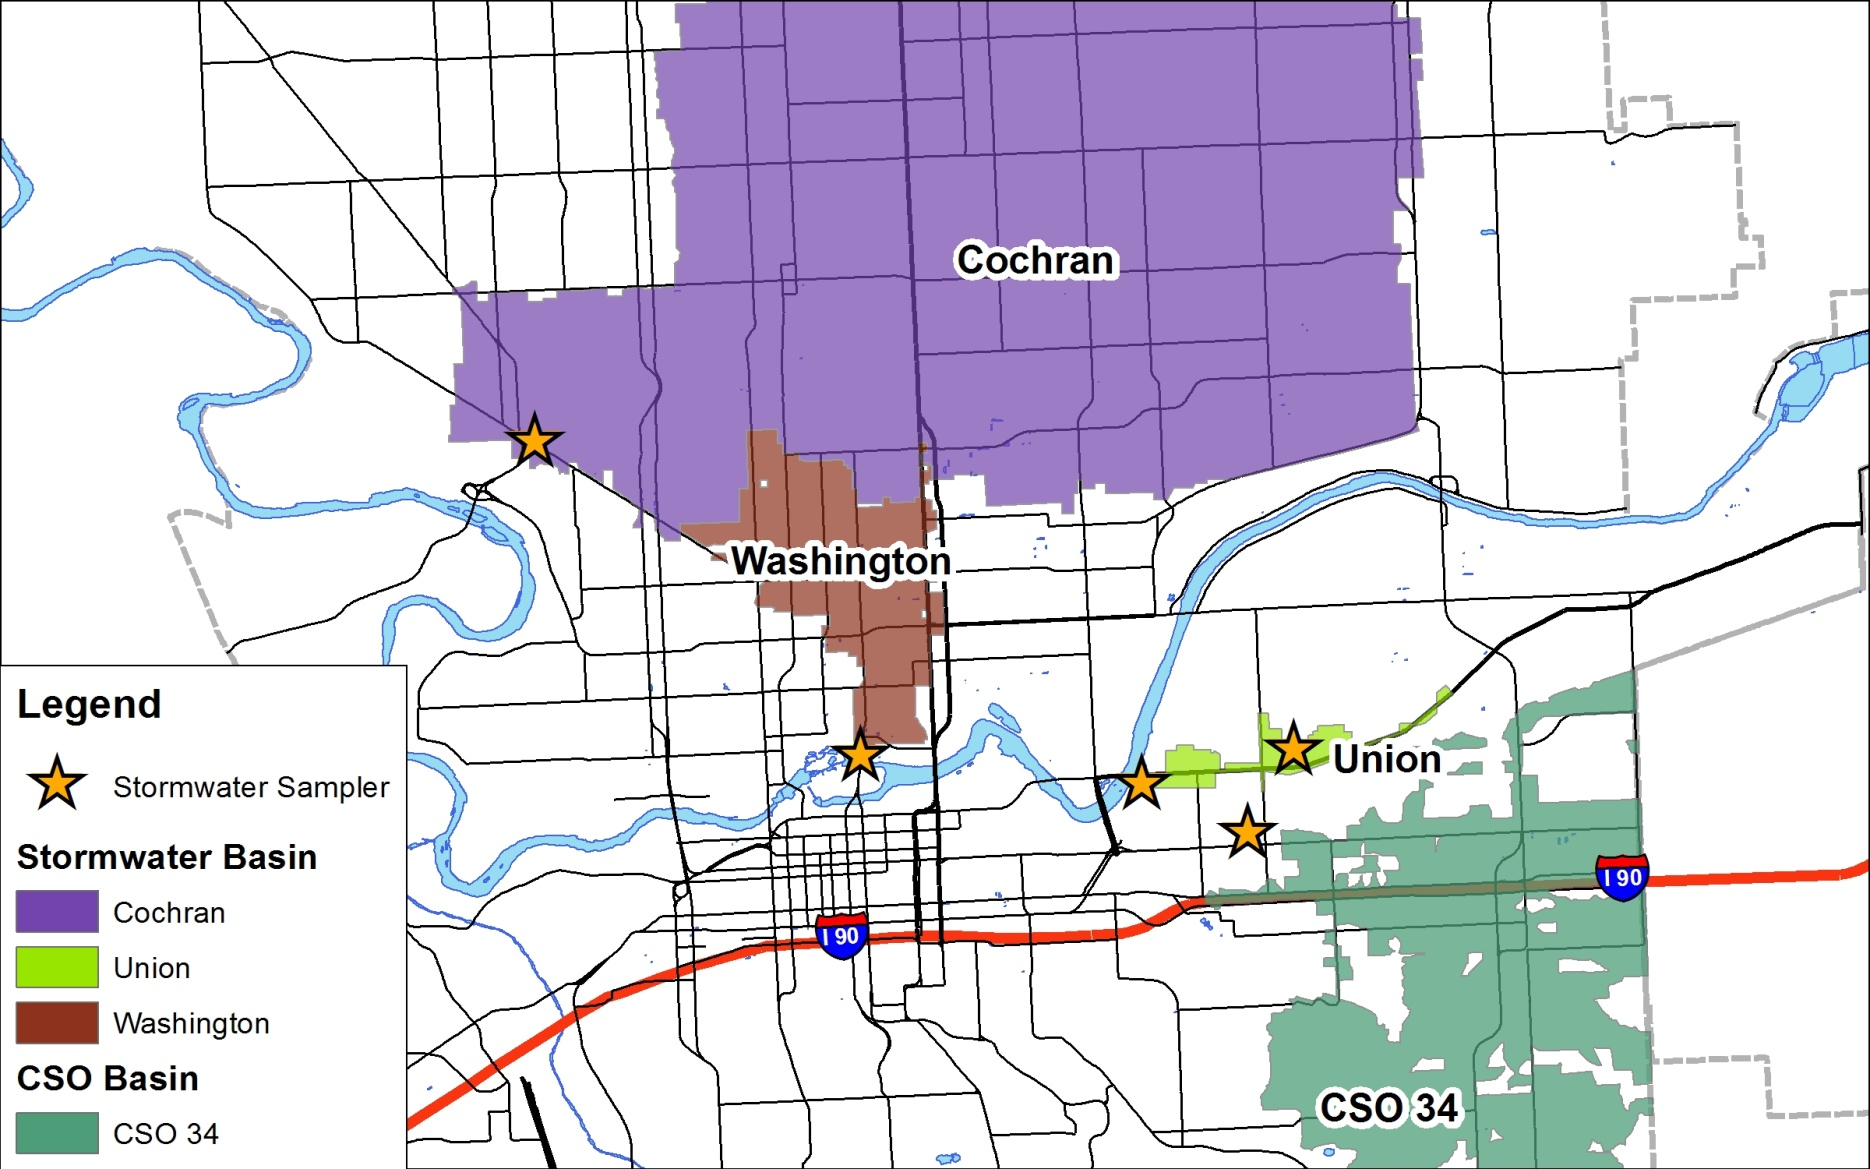 Cochran
Washington
Union
I 90
I 90
CSO 34
Legend
Stormwater Sampler
Stormwater Basin
Cochran
Union
Washington
CSO Basin
CSO 34